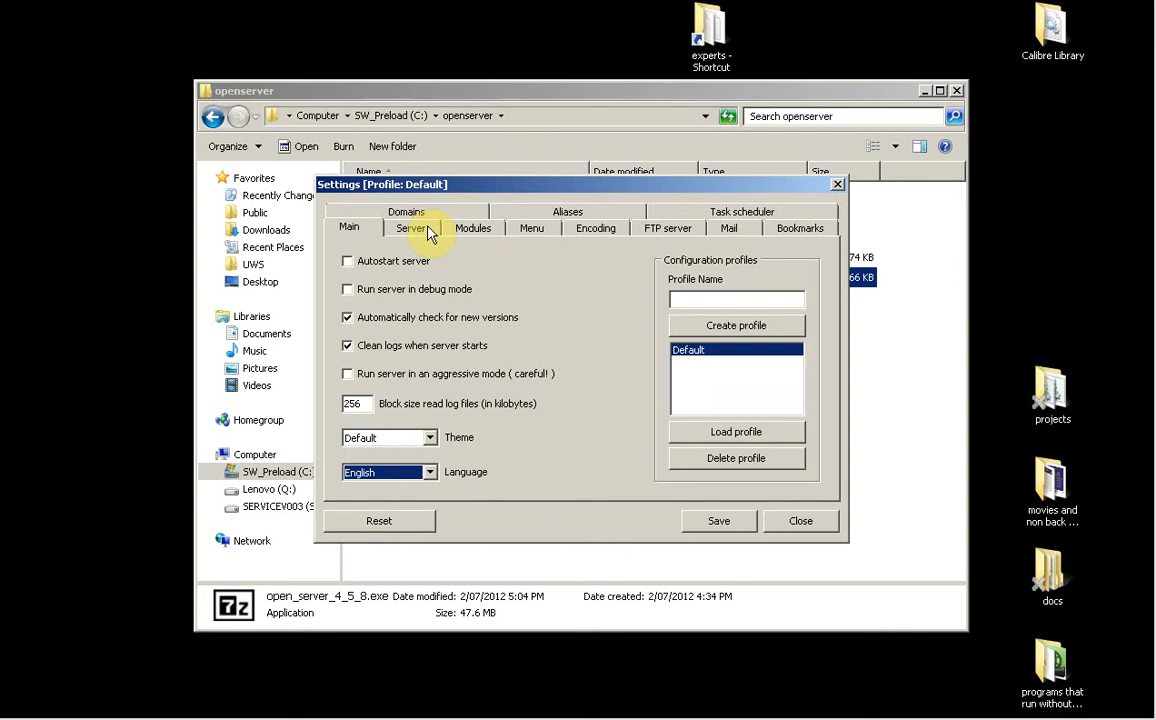 experts -
Shortcut
Calibre Library
openserver
Computer
SW_Preload (C:)
openserver
Search openserver
Organize
Open
Burn
New folder
Favorites
Name
Date modified
Type
Size
Settings [Profile: Default]
Recently Chang
Public
Downloads
Recent Places
UWS
Desktop
Domains
Aliases
Task scheduler
Main
Server
Modules
Menu
Encoding
FTP server
Mail
Bookmarks
Autostart server
Run server in debug mode
Automatically check for new versions
Clean logs when server starts
Run server in an aggressive mode ( careful! )
256
Block size read log files (in kilobytes)
Default
Theme
English
Language
Configuration profiles
Profile Name
Create profile
Default
Load profile
Delete profile
74 KB
66 KB
Libraries
Documents
Music
Pictures
Videos
Homegroup
Computer
SW_Preload (C:
Lenovo (Q:)
SERVICEV003 (S
Network
Reset
Save
Close
open_server_4_5_8.exe
Date modified: 2/07/2012 5:04 PM
Date created: 2/07/2012 4:34 PM
Application
Size: 47.6 MB
7z
projects
movies and
non back ...
docs
programs that
run without...